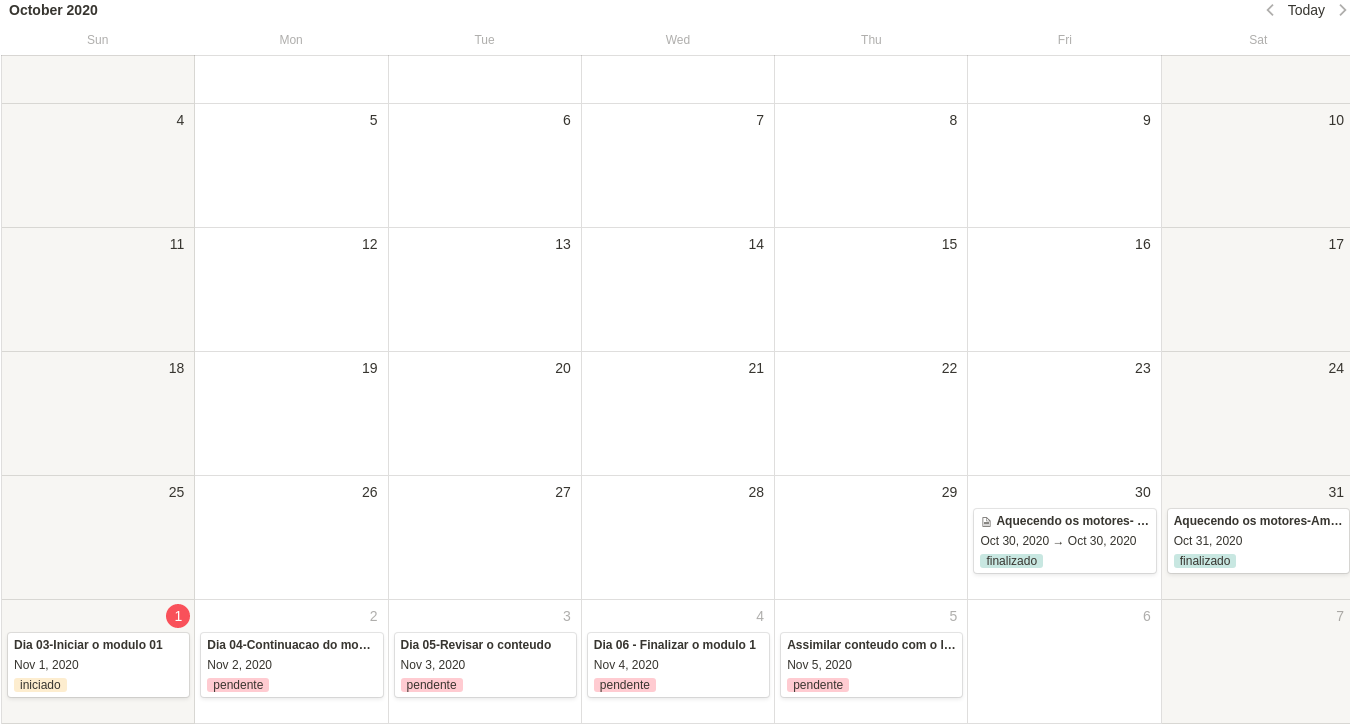 October 2020
Today
Sun Mon Tue Wed Thu Fri Sat
4 5 6 7 8 9 10
11 12 13 14 15 16 17
18 19 20 21 22 23 24
25 26 27 28 29 30 31
Aquecendo os motores- ...
Oct 30, 2020 → Oct 30, 2020
finalizado
Aquecendo os motores-Am...
Oct 31, 2020
finalizado
1 2 3 4 5 6 7
Dia 03-Iniciar o modulo 01
Nov 1, 2020
iniciado
Dia 04-Continuacao do mo...
Nov 2, 2020
pendente
Dia 05-Revisar o conteudo
Nov 3, 2020
pendente
Dia 06 - Finalizar o modulo 1
Nov 4, 2020
pendente
Assimilar conteudo com o l...
Nov 5, 2020
pendente